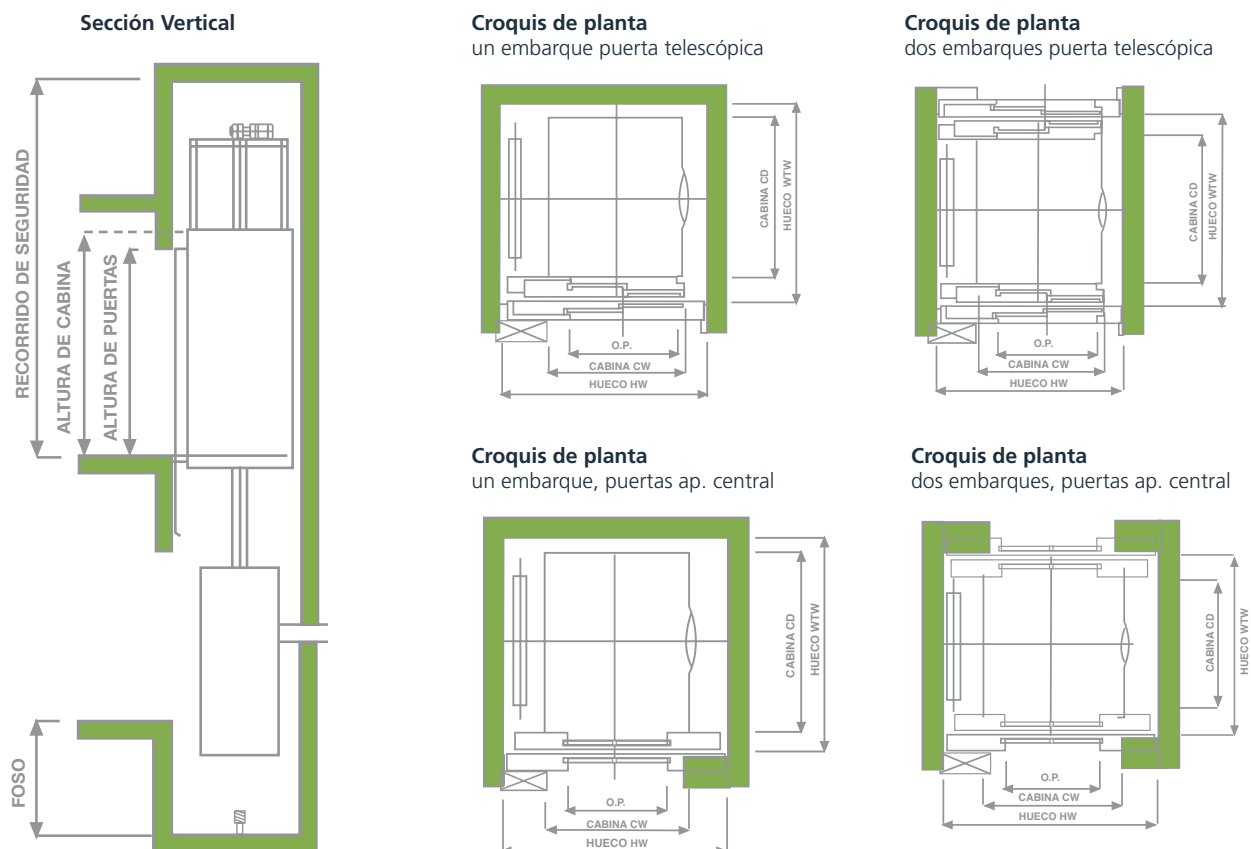 Sección Vertical
RECORRIDO DE SEGURIDAD
ALTURA DE CABINA
ALTURA DE PUERTAS
FOSO
Croquis de planta
un embarque puerta telescópica
CABINA CD
HUECO WTW
O.P.
CABINA CW
HUECO HW
Croquis de planta
dos embarques puerta telescópica
CABINA CD
HUECO WTW
O.P.
CABINA CW
HUECO HW
Croquis de planta
un embarque, puertas ap. central
CABINA CD
HUECO WTW
O.P.
CABINA CW
HUECO HW
Croquis de planta
dos embarques, puertas ap. central
CABINA CD
HUECO WTW
O.P.
CABINA CW
HUECO HW